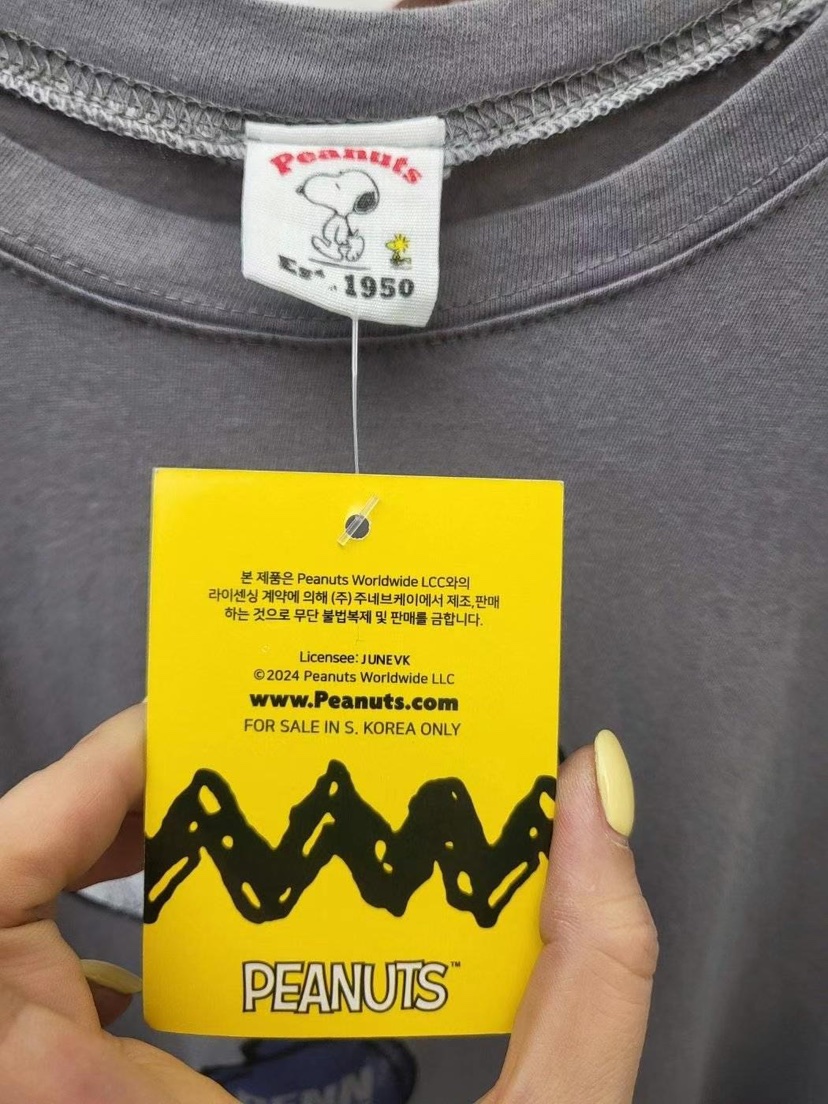 Peanuts
Est. 1950
본 제품은 Peanuts Worldwide LCC와의
라이센싱 계약에 의해 (주) 주네브케이에서 제조,판매
하는 것으로 무단 불법복제 및 판매를 금합니다.
Licensee: JUNEVK
©2024 Peanuts Worldwide LLC
www.Peanuts.com
FOR SALE IN S. KOREA ONLY
PEANUTS™